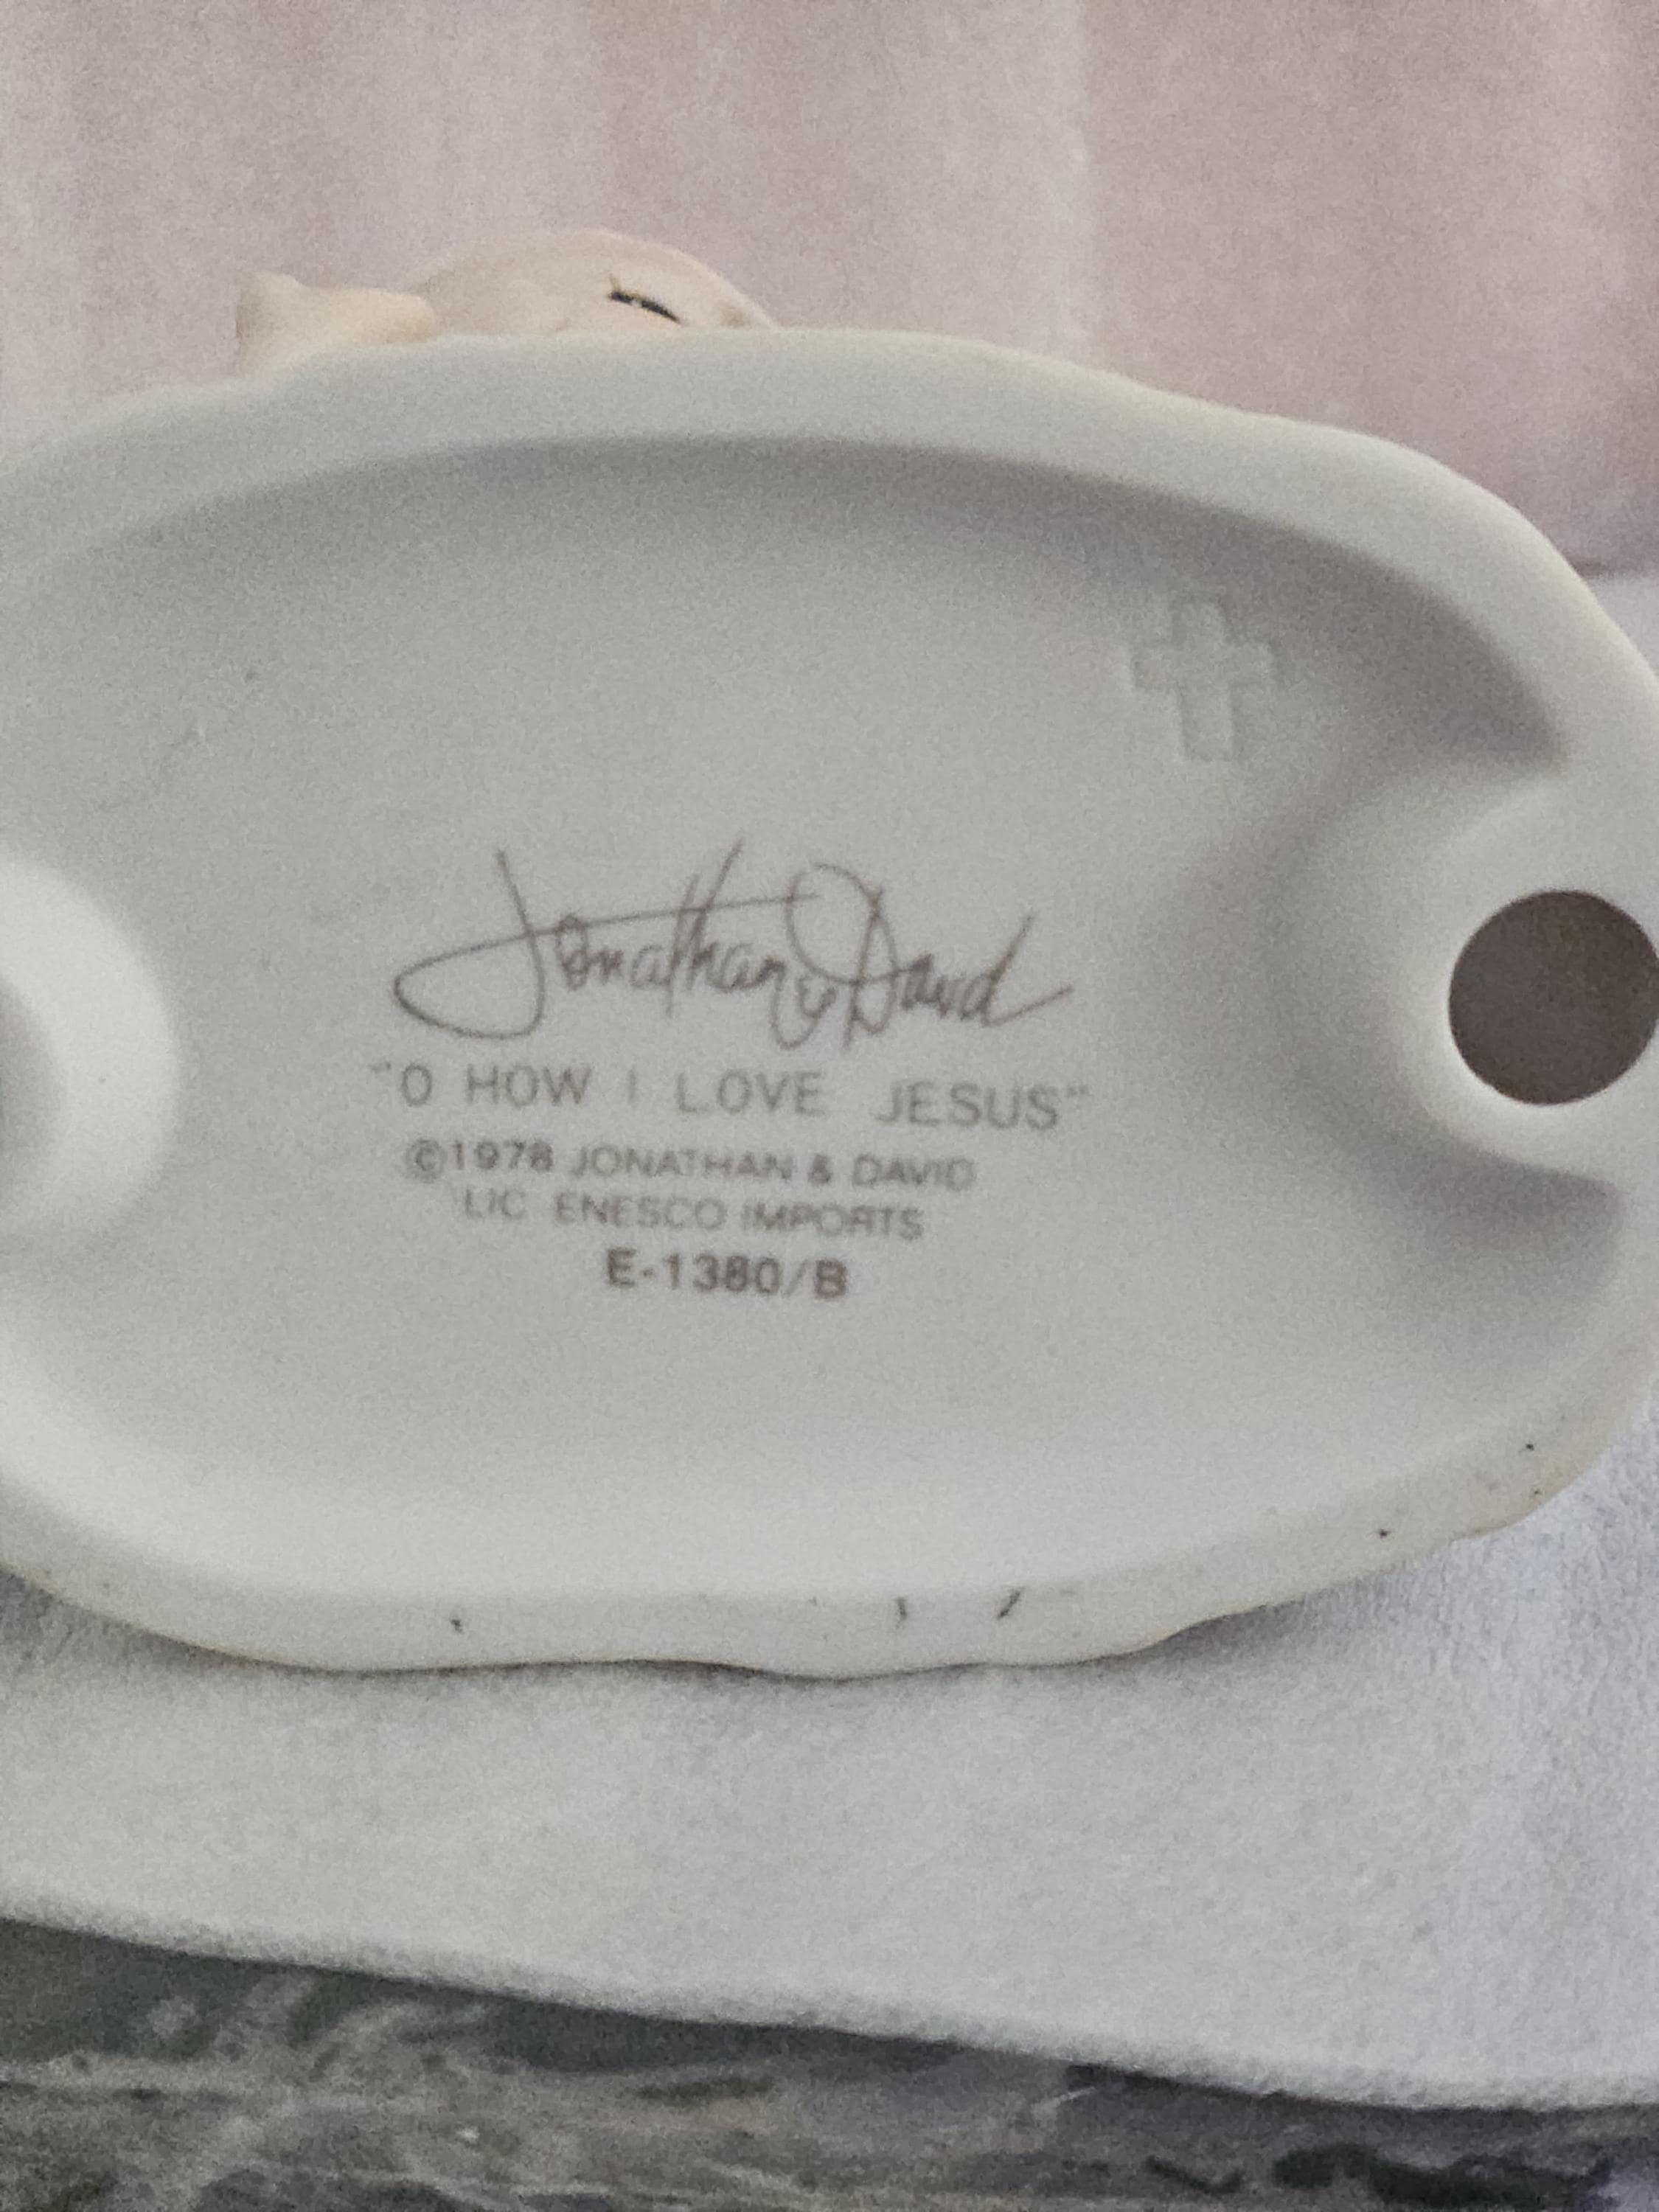 Jonathan & David
"O HOW I LOVE JESUS"
©1978 JONATHAN & DAVID
LIC ENESCO IMPORTS
E-1380/B